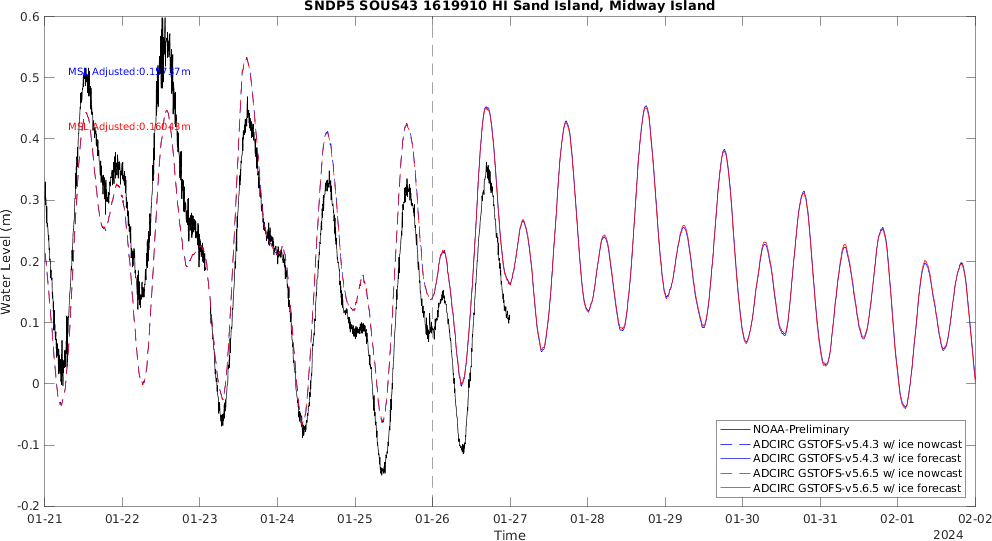 SNDP5 SOUS43 1619910 HI Sand Island, Midway Island
0.6
0.5
0.4
0.3
0.2
0.1
0
-0.1
-0.2
Water Level (m)
MSL Adjusted:
MSL Adjusted:0.16043m
01-21 01-22 01-23 01-24 01-25 01-26 01-27 01-28 01-29 01-30 01-31 02-01 02-02
Time
2024
NOAA-Preliminary
ADCIRC GSTOFS-v5.4.3 w/ ice nowcast
ADCIRC GSTOFS-v5.4.3 w/ ice forecast
ADCIRC GSTOFS-v5.6.5 w/ ice nowcast
ADCIRC GSTOFS-v5.6.5 w/ ice forecast